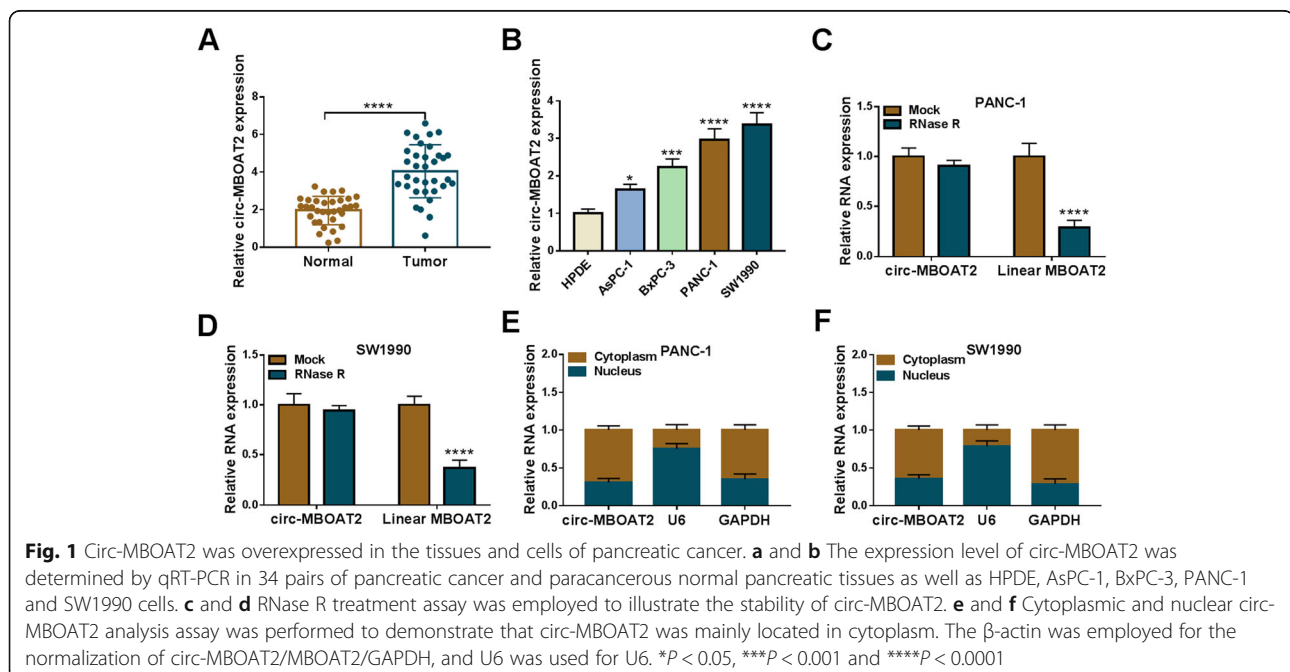 A
Relative circ-MBOAT2 expression
8
6
4
2
0
****
Normal
Tumor
B
Relative circ-MBOAT2 expression
4
3
2
1
0
*
***
****
****
HPDE
AsPC-1
BxPC-3
PANC-1
SW1990
C
PANC-1
Relative RNA expression
1.5
1.0
0.5
0.0
Mock
RNase R
****
circ-MBOAT2
Linear MBOAT2
D
SW1990
Relative RNA expression
1.5
1.0
0.5
0.0
Mock
RNase R
****
circ-MBOAT2
Linear MBOAT2
E
PANC-1
Relative RNA expression
2.0
1.5
1.0
0.5
0.0
Cytoplasm
Nucleus
circ-MBOAT2
U6
GAPDH
F
SW1990
Relative RNA expression
2.0
1.5
1.0
0.5
0.0
Cytoplasm
Nucleus
circ-MBOAT2
U6
GAPDH
Fig. 1 Circ-MBOAT2 was overexpressed in the tissues and cells of pancreatic cancer. a and b The expression level of circ-MBOAT2 was
determined by qRT-PCR in 34 pairs of pancreatic cancer and paracancerous normal pancreatic tissues as well as HPDE, AsPC-1, BxPC-3, PANC-1
and SW1990 cells. c and d RNase R treatment assay was employed to illustrate the stability of circ-MBOAT2. e and f Cytoplasmic and nuclear circ-
MBOAT2 analysis assay was performed to demonstrate that circ-MBOAT2 was mainly located in cytoplasm. The β-actin was employed for the
normalization of circ-MBOAT2/MBOAT2/GAPDH, and U6 was used for U6. *P < 0.05, ***P < 0.001 and ****P < 0.0001